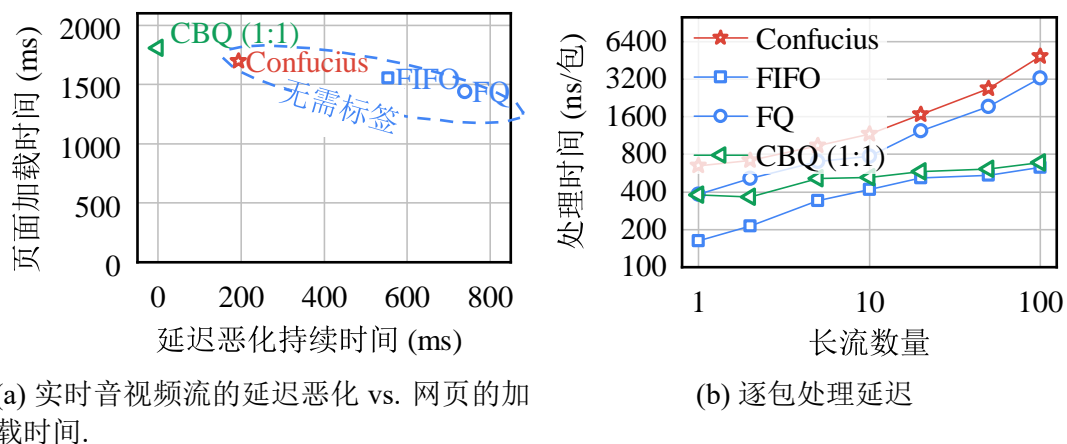 页面加载时间 (ms)
2000
1500
1000
500
0
CBQ (1:1)
Confucius
FIFO
FQ
无需标签
0 200 400 600 800
延迟恶化持续时间 (ms)
(a) 实时音视频流的延迟恶化 vs. 网页的加
载时间.
处理时间 (ns/包)
6400
3200
1600
800
400
200
100
Confucius
FIFO
FQ
CBQ (1:1)
1 10 100
长流数量
(b) 逐包处理延迟